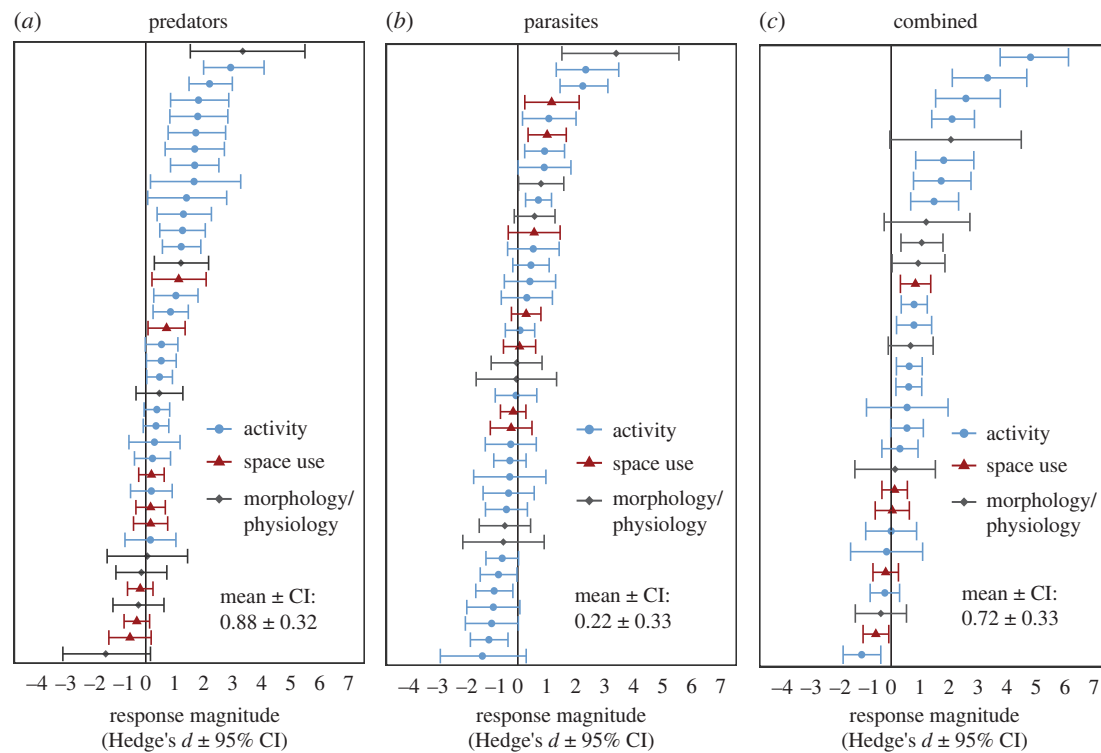 (a) predators
activity
space use
morphology/
physiology
mean ± CI:
0.88 ± 0.32
–4 –3 –2 –1 0 1 2 3 4 5 6 7
response magnitude
(Hedge's d ± 95% CI)
(b) parasites
activity
space use
morphology/
physiology
mean ± CI:
0.22 ± 0.33
–4 –3 –2 –1 0 1 2 3 4 5 6 7
response magnitude
(Hedge's d ± 95% CI)
(c) combined
activity
space use
morphology/
physiology
mean ± CI:
0.72 ± 0.33
–4 –3 –2 –1 0 1 2 3 4 5 6 7
response magnitude
(Hedge's d ± 95% CI)